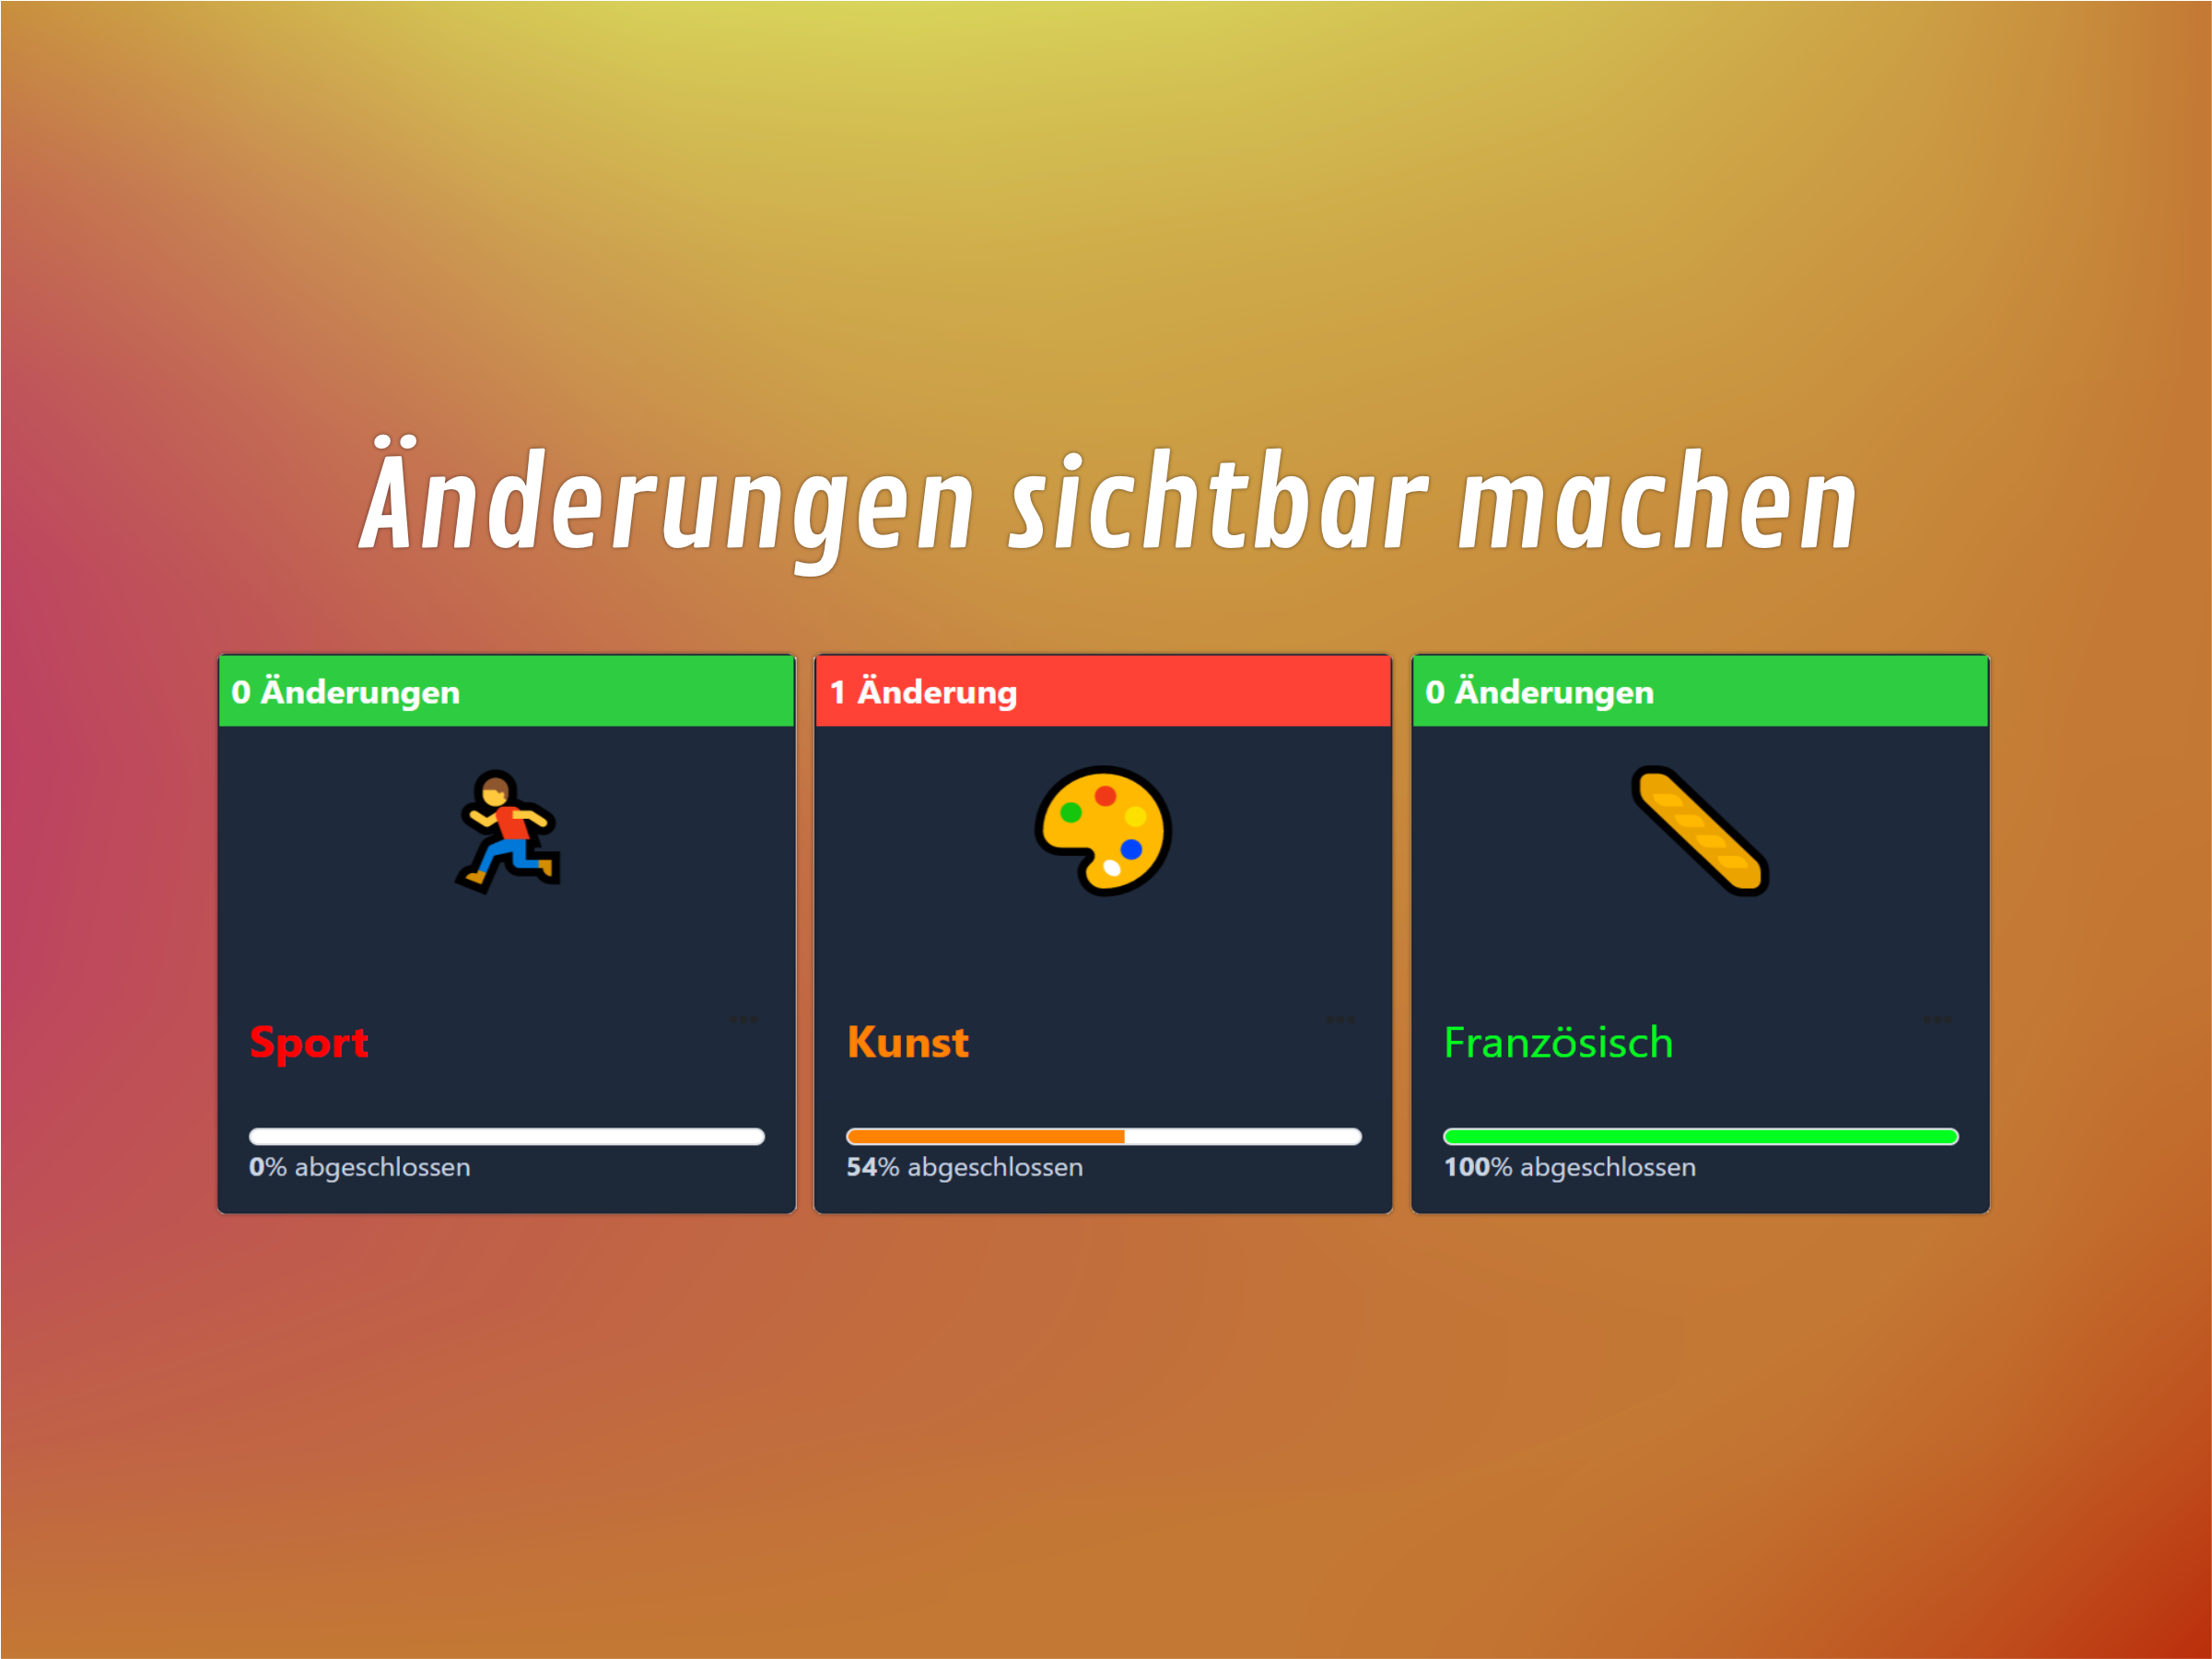 Änderungen sichtbar machen
0 Änderungen
1 Änderung
0 Änderungen
Sport
Kunst
Französisch
0% abgeschlossen
54% abgeschlossen
100% abgeschlossen